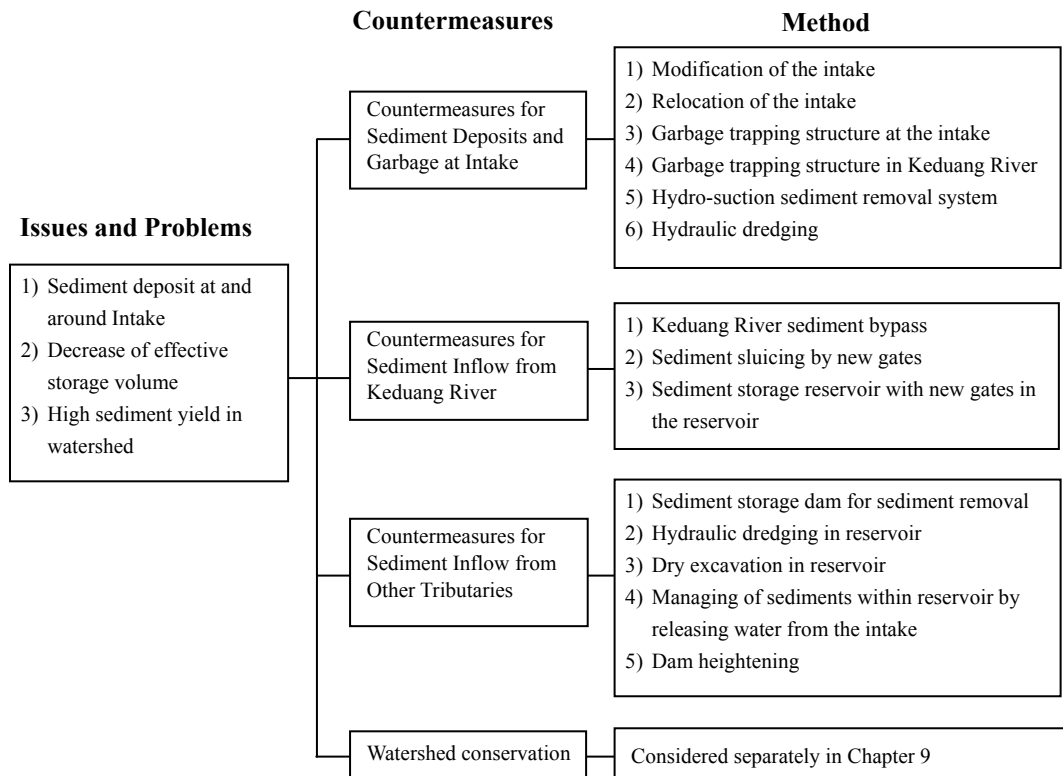 Countermeasures
Method
Issues and Problems
1) Sediment deposit at and
around Intake
2) Decrease of effective
storage volume
3) High sediment yield in
watershed
Countermeasures for
Sediment Deposits and
Garbage at Intake
1) Modification of the intake
2) Relocation of the intake
3) Garbage trapping structure at the intake
4) Garbage trapping structure in Keduang River
5) Hydro-suction sediment removal system
6) Hydraulic dredging
Countermeasures for
Sediment Inflow from
Keduang River
1) Keduang River sediment bypass
2) Sediment sluicing by new gates
3) Sediment storage reservoir with new gates in
the reservoir
Countermeasures for
Sediment Inflow from
Other Tributaries
1) Sediment storage dam for sediment removal
2) Hydraulic dredging in reservoir
3) Dry excavation in reservoir
4) Managing of sediments within reservoir by
releasing water from the intake
5) Dam heightening
Watershed conservation
Considered separately in Chapter 9